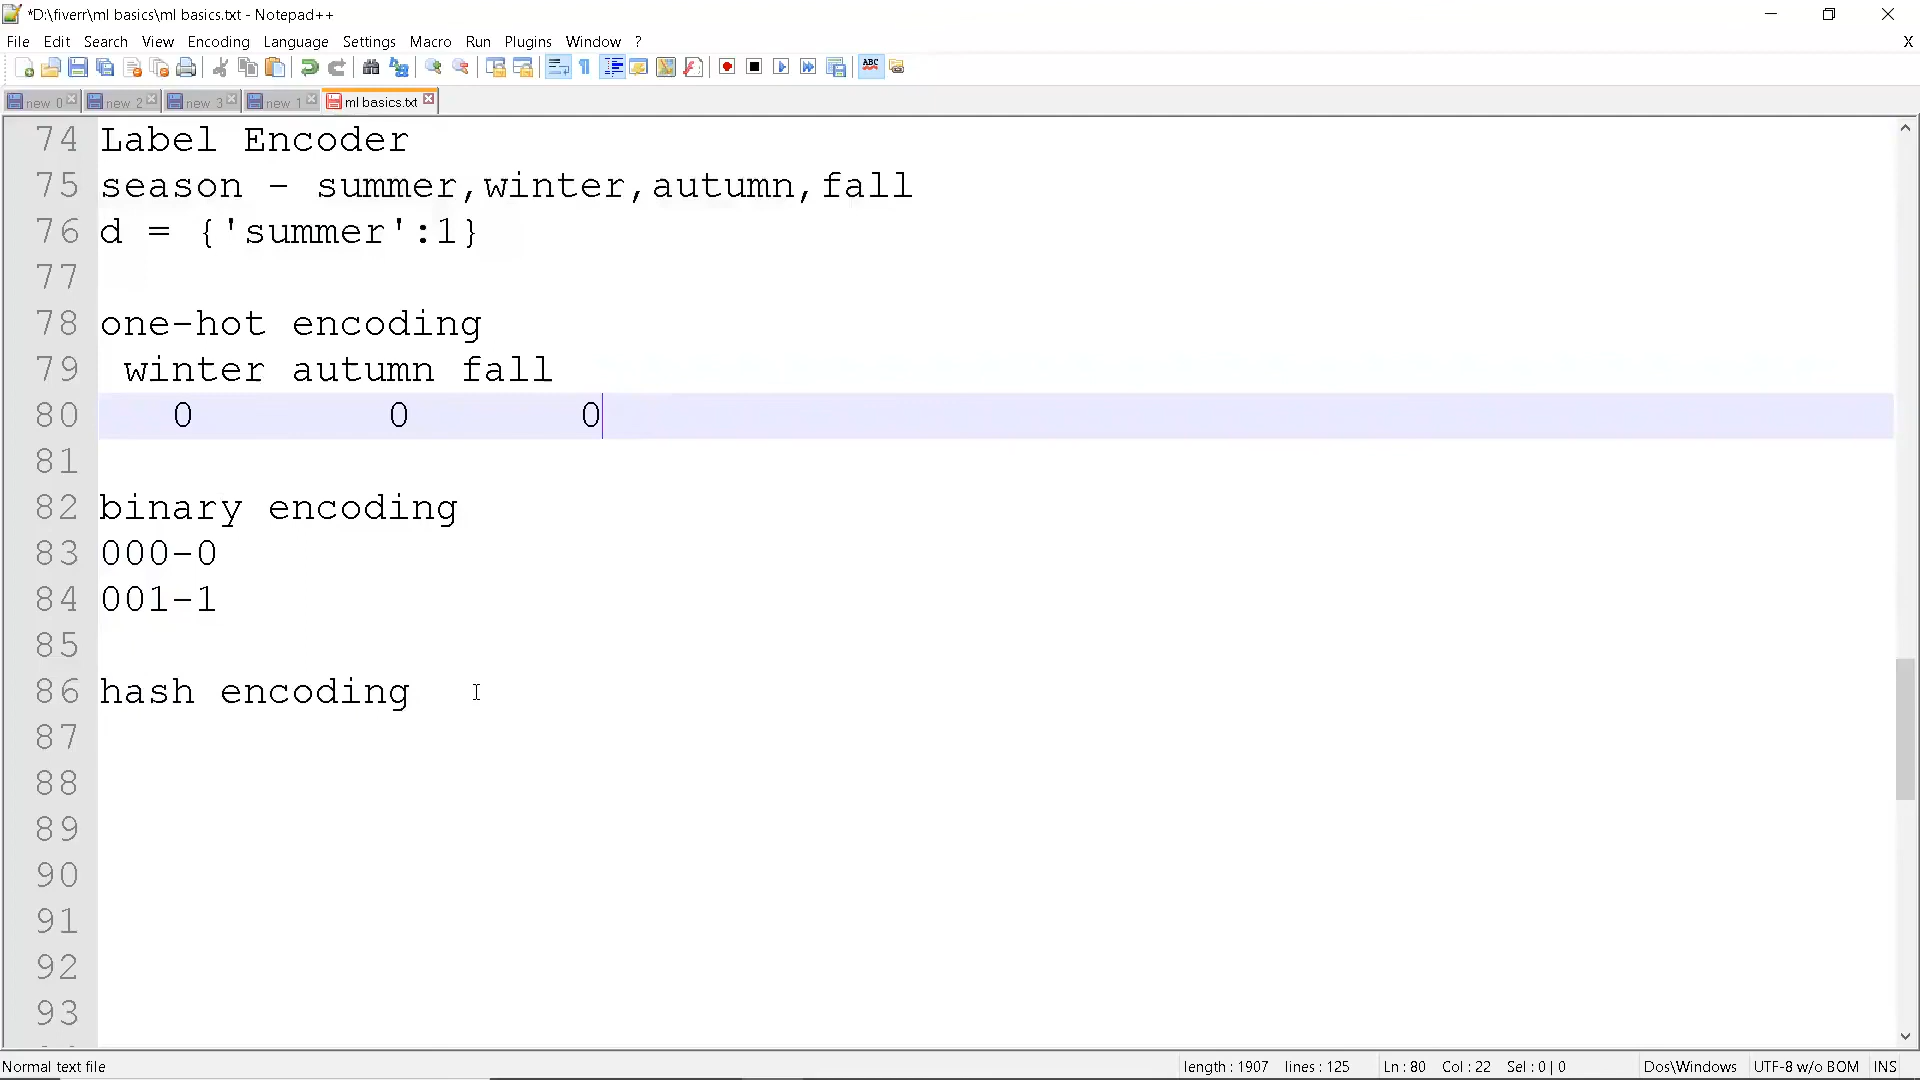 *D:\fiverr\ml basics\ml basics.txt - Notepad++
File Edit Search View Encoding Language Settings Macro Run Plugins Window ? X
ABC
new 0 new 2 new 3 new 1 ml basics.txt
74 Label Encoder
75 season - summer,winter,autumn,fall
76 d = {'summer':1}
77
78 one-hot encoding
79 winter autumn fall
80 0 0 0
81
82 binary encoding
83 000-0
84 001-1
85
86 hash encoding
87
88
89
90
91
92
93
Normal text file length : 1907 lines : 125 Ln : 80 Col : 22 Sel : 0 | 0 Dos\Windows UTF-8 w/o BOM INS